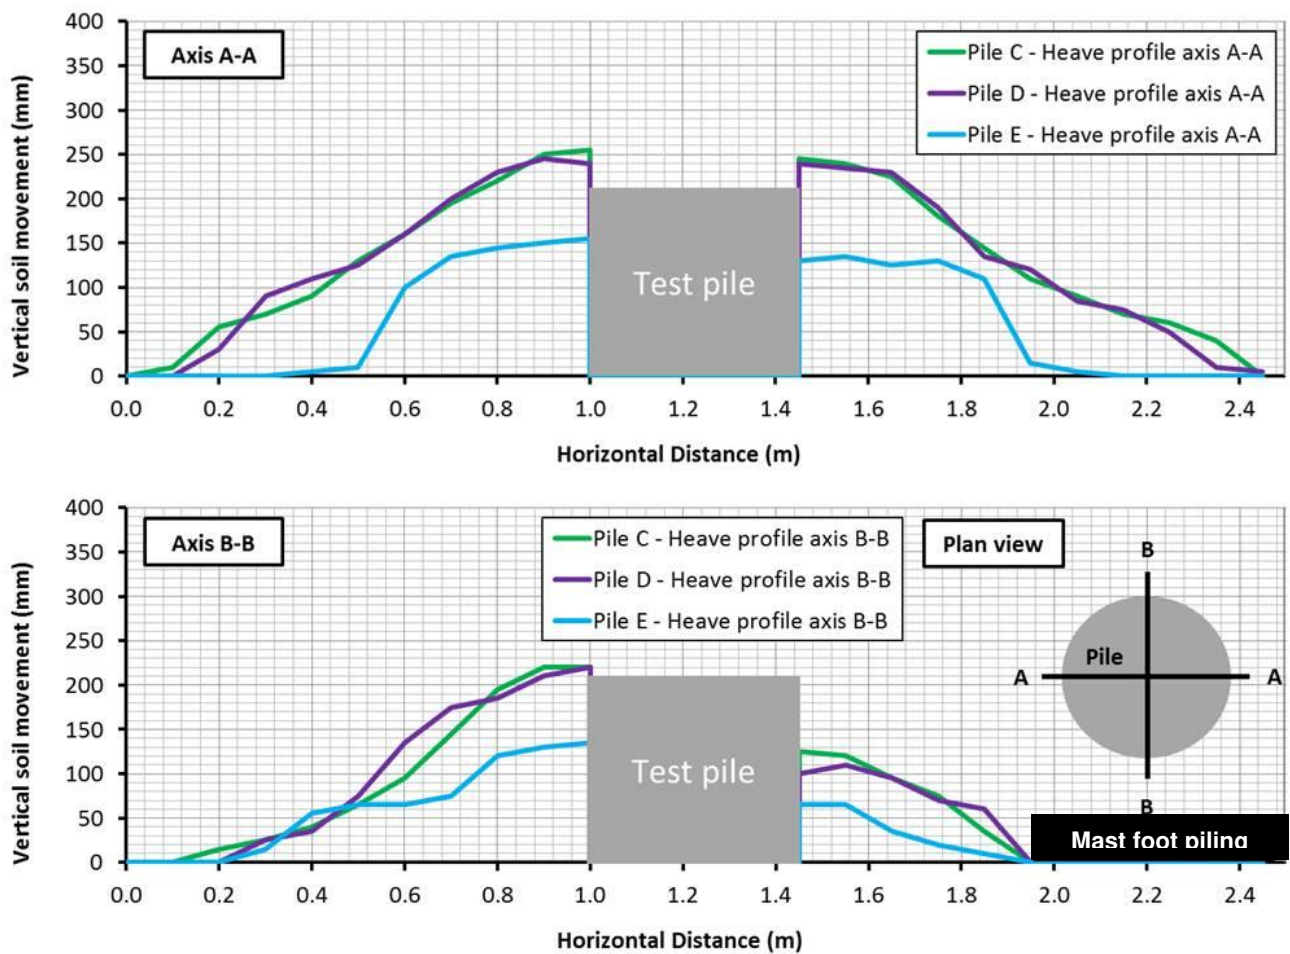 400
Axis A-A
350
300
250
200
150
100
50
0
Vertical soil movement (mm)
Pile C - Heave profile axis A-A
Pile D - Heave profile axis A-A
Pile E - Heave profile axis A-A
Test pile
0.0 0.2 0.4 0.6 0.8 1.0 1.2 1.4 1.6 1.8 2.0 2.2 2.4
Horizontal Distance (m)
400
Axis B-B
350
300
250
200
150
100
50
0
Vertical soil movement (mm)
Pile C - Heave profile axis B-B
Pile D - Heave profile axis B-B
Pile E - Heave profile axis B-B
Plan view
B
Pile
A A
B
Mast foot piling
Test pile
0.0 0.2 0.4 0.6 0.8 1.0 1.2 1.4 1.6 1.8 2.0 2.2 2.4
Horizontal Distance (m)